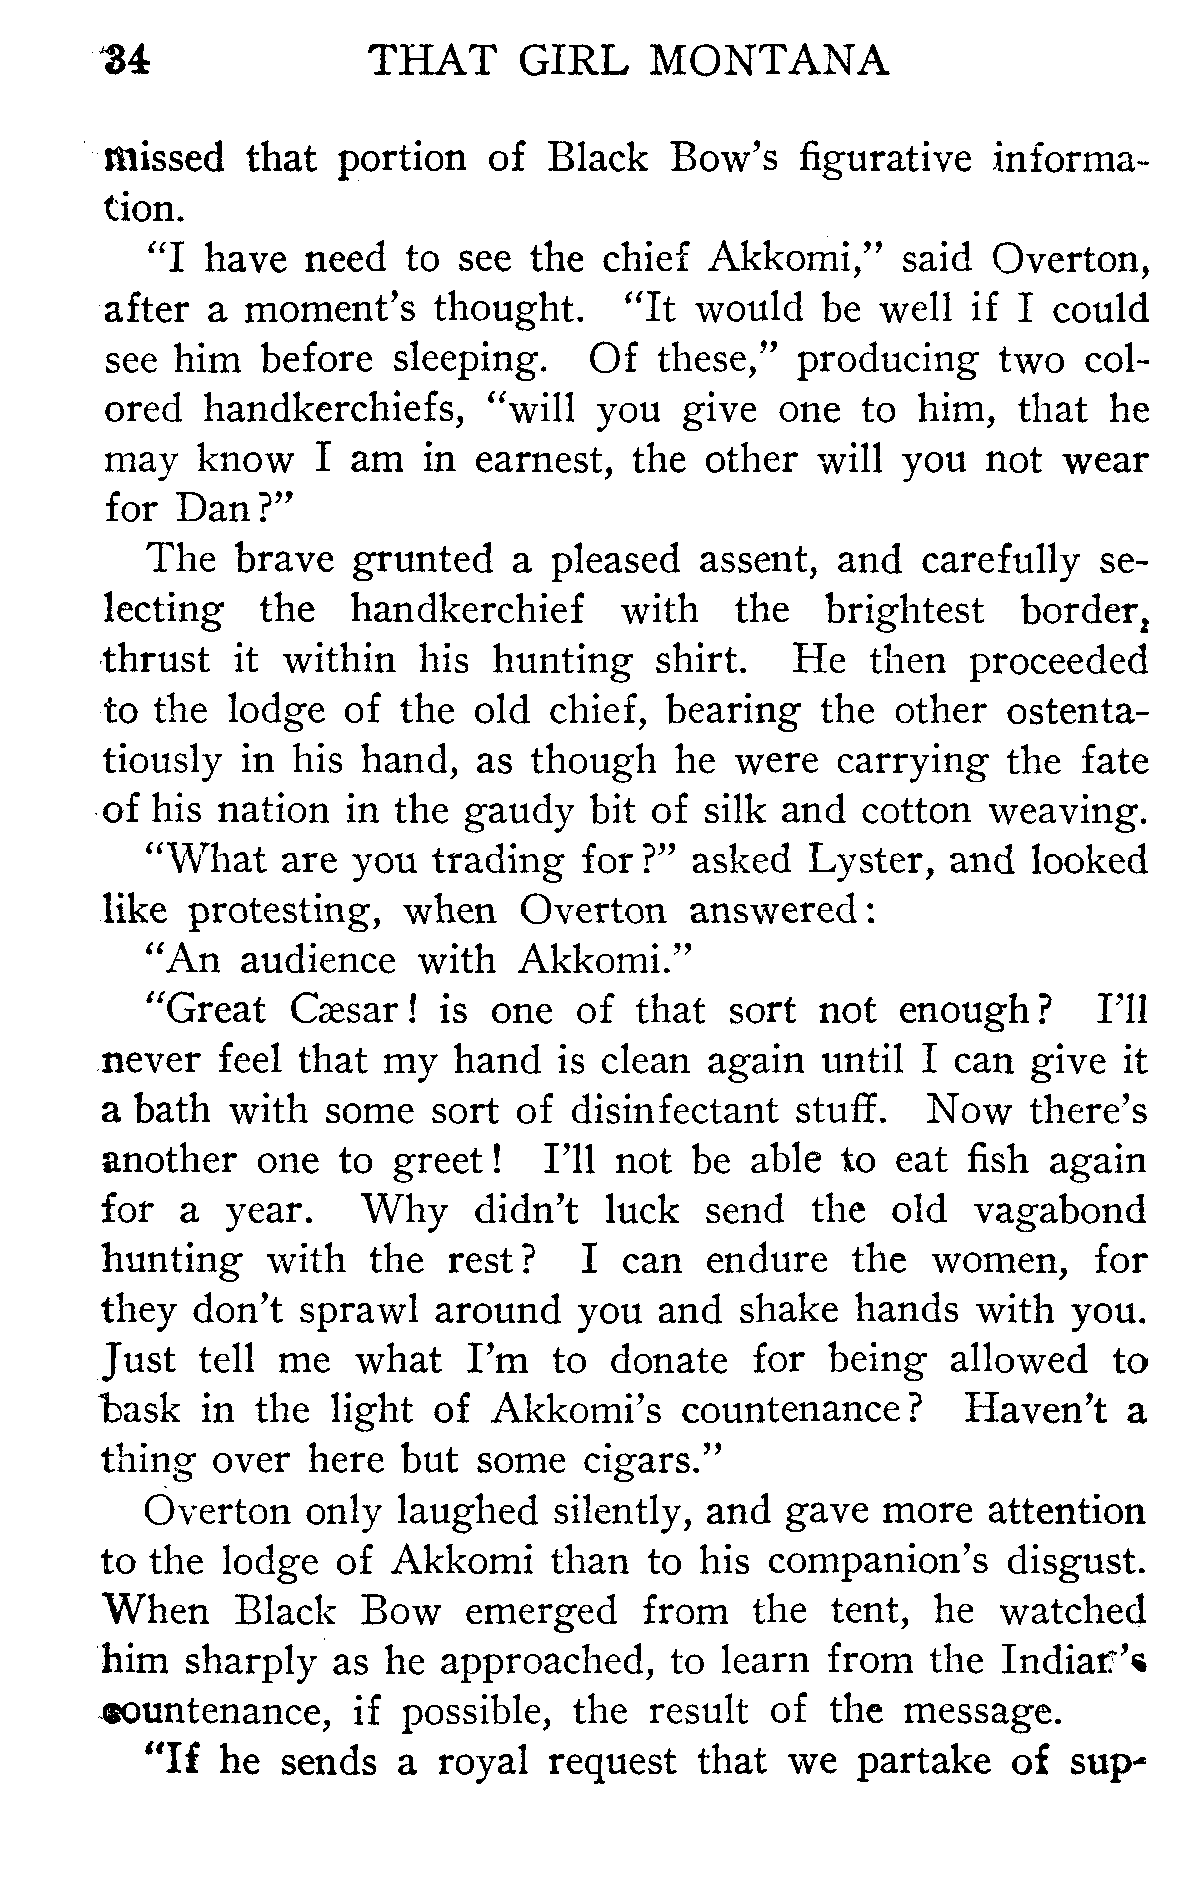 34 THAT GIRL MONTANA
missed that portion of Black Bow's figurative informa-
tion.
"I have need to see the chief Akkomi," said Overton,
after a moment's thought. "It would be well if I could
see him before sleeping. Of these," producing two col-
ored handkerchiefs, "will you give one to him, that he
may know I am in earnest, the other will you not wear
for Dan?"
The brave grunted a pleased assent, and carefully se-
lecting the handkerchief with the brightest border,
thrust it within his hunting shirt. He then proceeded
to the lodge of the old chief, bearing the other ostenta-
tiously in his hand, as though he were carrying the fate
of his nation in the gaudy bit of silk and cotton weaving.
"What are you trading for?" asked Lyster, and looked
like protesting, when Overton answered:
"An audience with Akkomi."
"Great Cæsar! is one of that sort not enough? I'll
never feel that my hand is clean again until I can give it
a bath with some sort of disinfectant stuff. Now there's
another one to greet! I'll not be able to eat fish again
for a year. Why didn't luck send the old vagabond
hunting with the rest? I can endure the women, for
they don't sprawl around you and shake hands with you.
Just tell me what I'm to donate for being allowed to
bask in the light of Akkomi's countenance? Haven't a
thing over here but some cigars."
Overton only laughed silently, and gave more attention
to the lodge of Akkomi than to his companion's disgust.
When Black Bow emerged from the tent, he watched
him sharply as he approached, to learn from the Indian's
countenance, if possible, the result of the message.
"If he sends a royal request that we partake of sup-